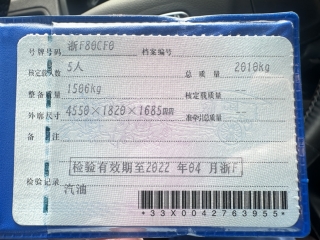 号牌号码 浙F80CF0 档案编号
核定载人数 5人 总质量 2010kg
整备质量 1506kg 核定载质量 --
外廓尺寸 4550×1820×1685mm 准牵引总质量 --
备注
检验有效期至2022年04月浙F
检验记录
汽油
*33X0042763955*